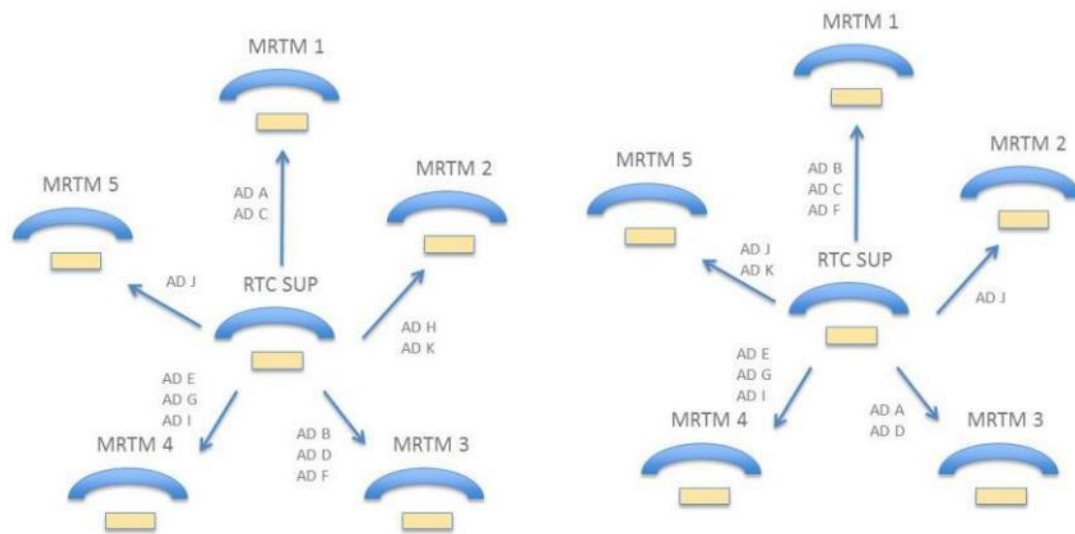 MRTM 1
MRTM 5
MRTM 2
AD A
AD C
AD J
RTC SUP
AD H
AD K
AD E
AD G
AD I
AD B
AD D
AD F
MRTM 4
MRTM 3
MRTM 1
MRTM 5
MRTM 2
AD B
AD C
AD F
AD J
AD K
RTC SUP
AD J
AD E
AD G
AD I
AD A
AD D
MRTM 4
MRTM 3